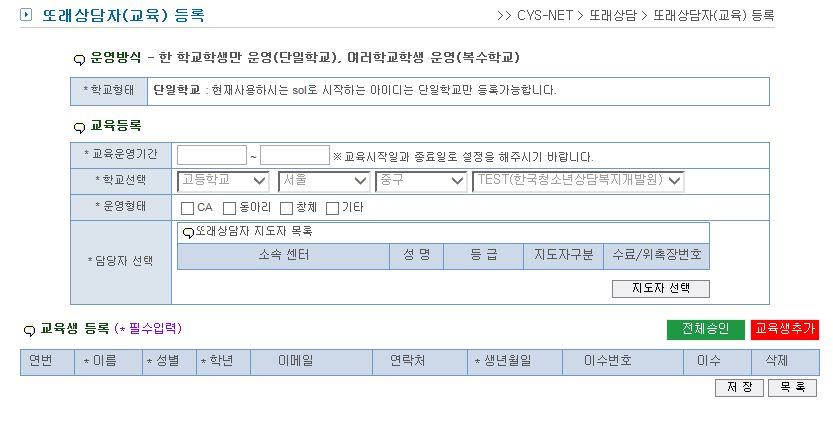 또래상담자(교육) 등록
>> CYS-NET > 또래상담 > 또래상담자(교육) 등록
운영방식 - 한 학교학생만 운영(단일학교), 여러학교학생 운영(복수학교)
* 학교형태 단일학교 : 현재사용하시는 sol로 시작하는 아이디는 단일학교만 등록가능합니다.
교육등록
* 교육운영기간 ~ ※ 교육시작일과 종료일로 설정을 해주시기 바랍니다.
* 학교선택 고등학교 서울 중구 TEST(한국청소년상담복지개발원)
* 운영형태 CA 동아리 창체 기타
또래상담자 지도자 목록
* 담당자 선택 소속 센터 성 명 등 급 지도자구분 수료/위촉장번호
지도자 선택
교육생 등록 (* 필수입력) 전체승인 교육생추가
연번 * 이름 * 성별 * 학년 이메일 연락처 * 생년월일 이수번호 이수 삭제
저 장 목 록